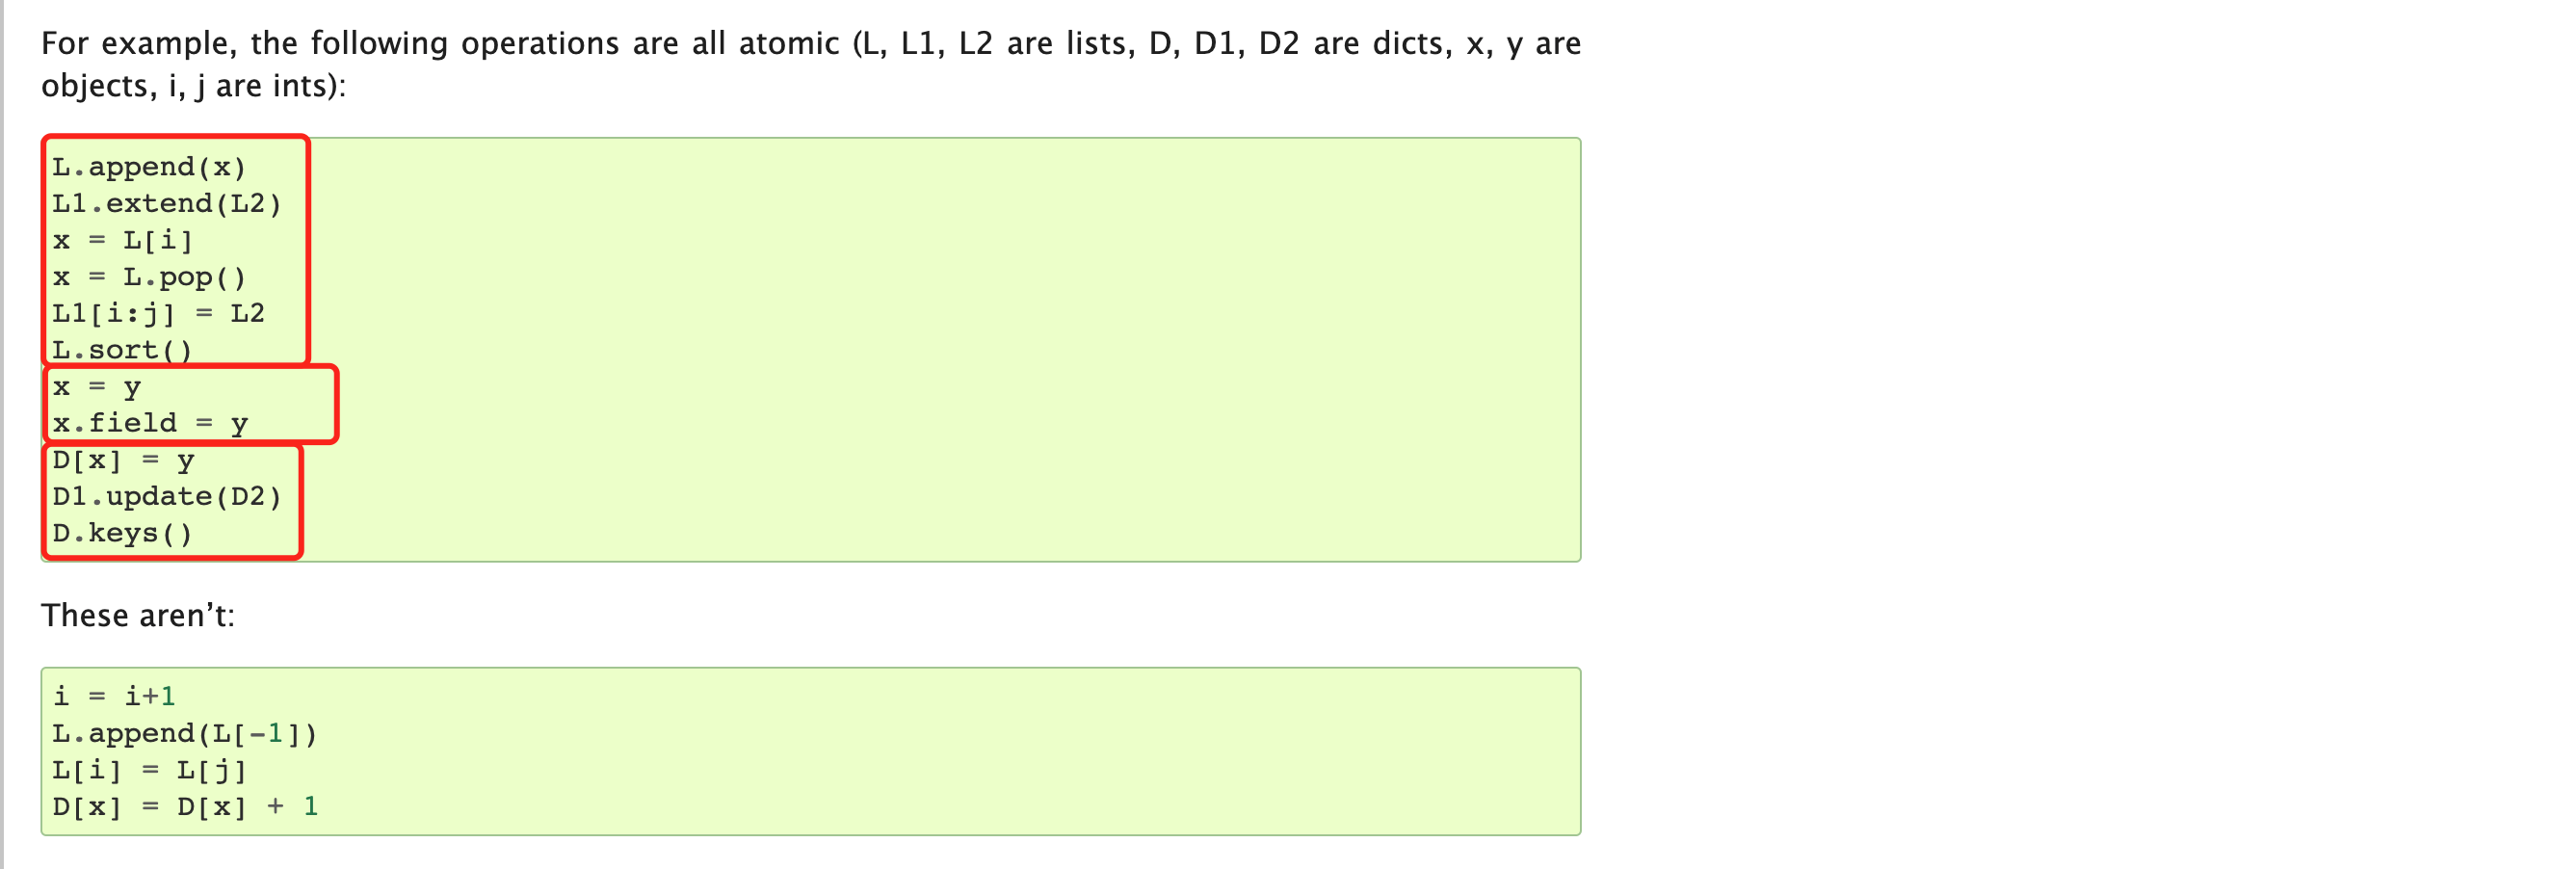 For example, the following operations are all atomic (L, L1, L2 are lists, D, D1, D2 are dicts, x, y are
objects, i, j are ints):
L.append(x)
L1.extend(L2)
x = L[i]
x = L.pop()
L1[i:j] = L2
L.sort()
x = y
x.field = y
D[x] = y
D1.update(D2)
D.keys()
These aren’t:
i = i+1
L.append(L[-1])
L[i] = L[j]
D[x] = D[x] + 1